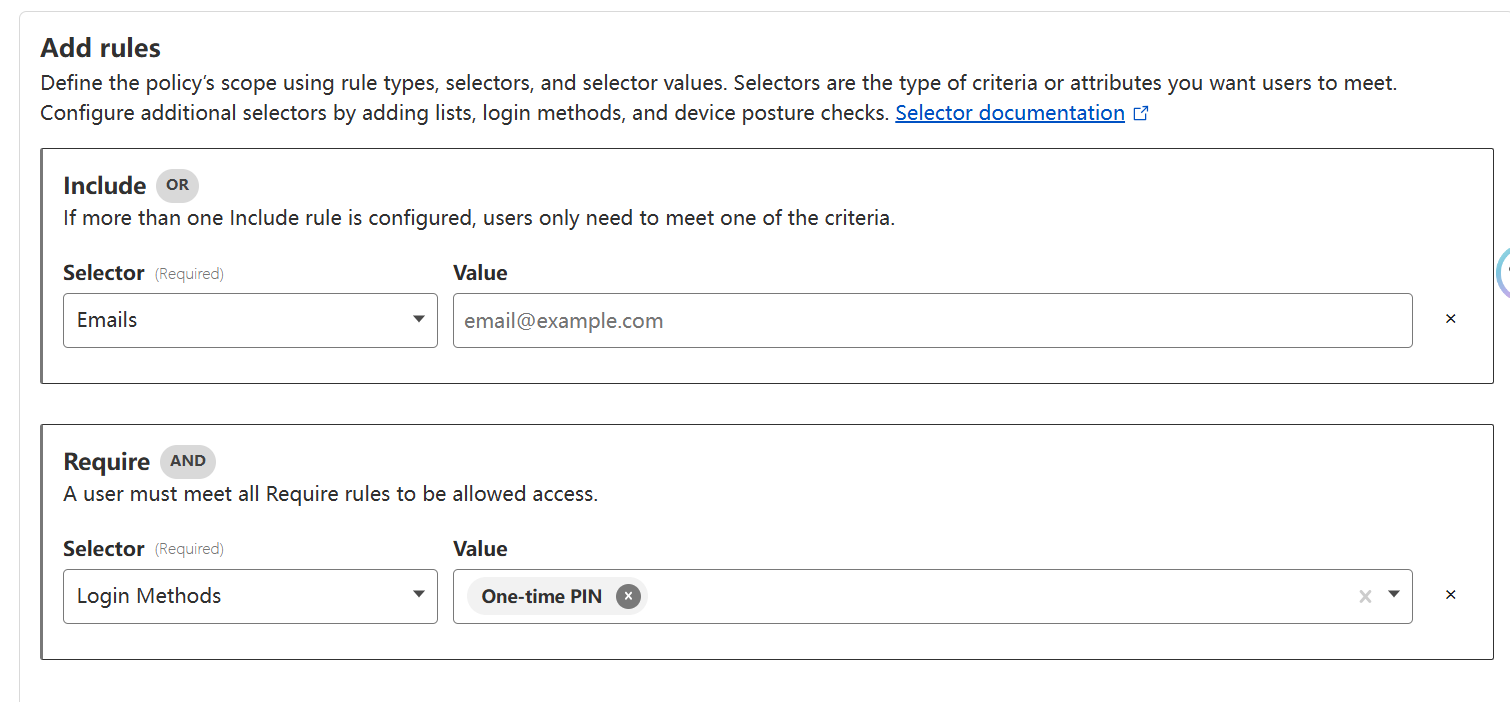 Add rules
Define the policy’s scope using rule types, selectors, and selector values. Selectors are the type of criteria or attributes you want users to meet.
Configure additional selectors by adding lists, login methods, and device posture checks. Selector documentation
Include OR
If more than one Include rule is configured, users only need to meet one of the criteria.
Selector (Required) Value
Emails email@example.com
Require AND
A user must meet all Require rules to be allowed access.
Selector (Required) Value
Login Methods One-time PIN